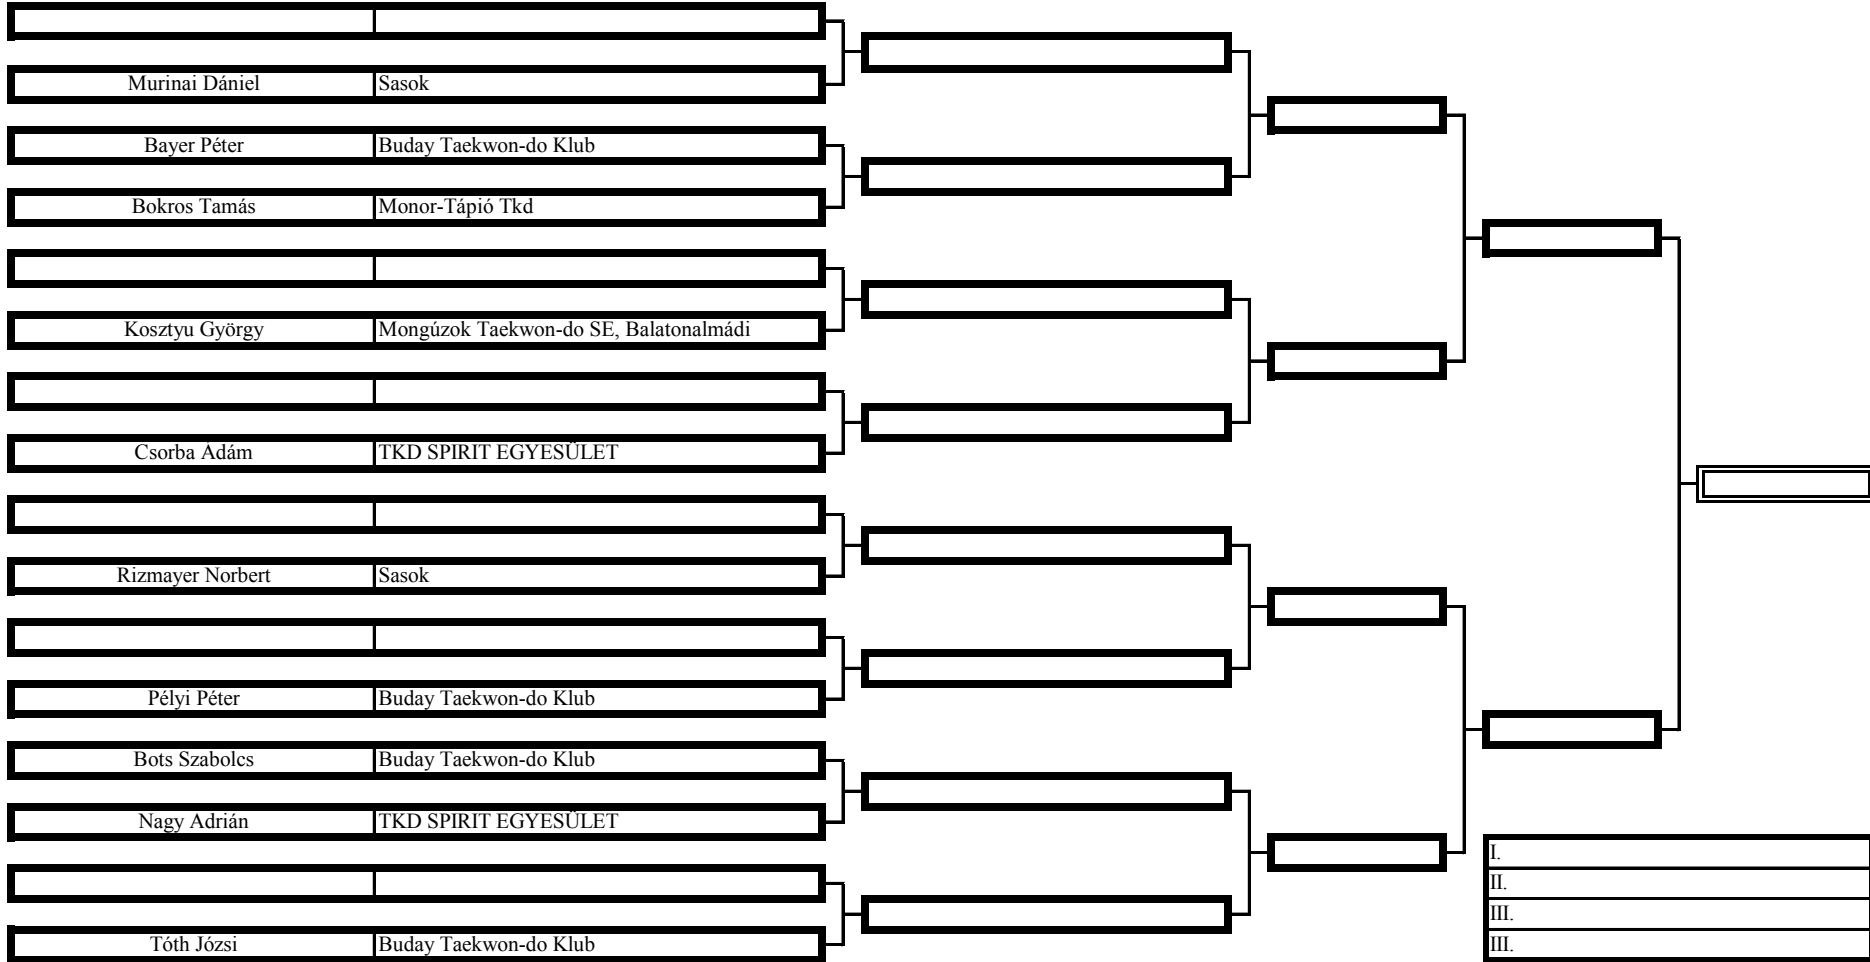 Murinai Dániel Sasok
Bayer Péter Buday Taekwon-do Klub
Bokros Tamás Monor-Tápió Tkd
Kosztyu György Mongúzok Taekwon-do SE, Balatonalmádi
Csorba Ádám TKD SPIRIT EGYESÜLET
Rizmayer Norbert Sasok
Pélyi Péter Buday Taekwon-do Klub
Bots Szabolcs Buday Taekwon-do Klub
Nagy Adrián TKD SPIRIT EGYESÜLET
Tóth Józsi Buday Taekwon-do Klub
I.
II.
III.
III.